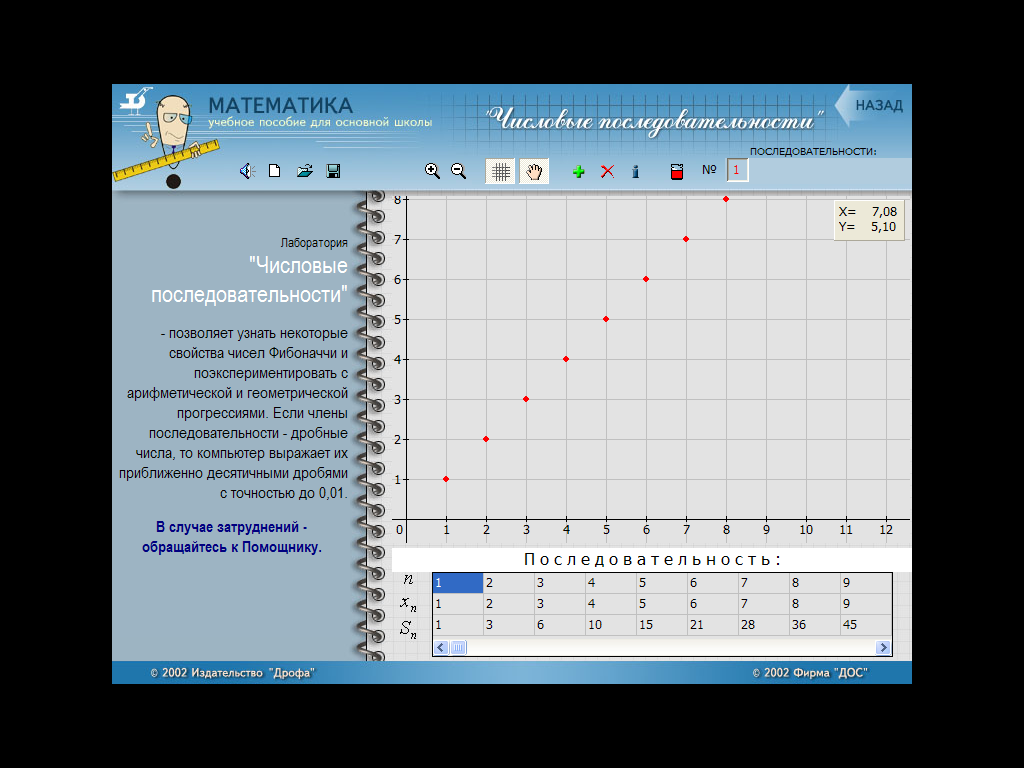 МАТЕМАТИКА
учебное пособие для основной школы
"Числовые последовательности"
НАЗАД
ПОСЛЕДОВАТЕЛЬНОСТИ:
№ 1
Лаборатория
"Числовые
последовательности"
- позволяет узнать некоторые
свойства чисел Фибоначчи и
поэкспериментировать с
арифметической и геометрической
прогрессиями. Если члены
последовательности - дробные
числа, то компьютер выражает их
приближенно десятичными дробями
с точностью до 0,01.
В случае затруднений -
обращайтесь к Помощнику.
X= 7,08
Y= 5,10
8
7
6
5
4
3
2
1
0 1 2 3 4 5 6 7 8 9 10 11 12
Последовательность:
n 1 2 3 4 5 6 7 8 9
xn 1 2 3 4 5 6 7 8 9
Sn 1 3 6 10 15 21 28 36 45
© 2002 Издательство "Дрофа"
© 2002 Фирма "ДОС"